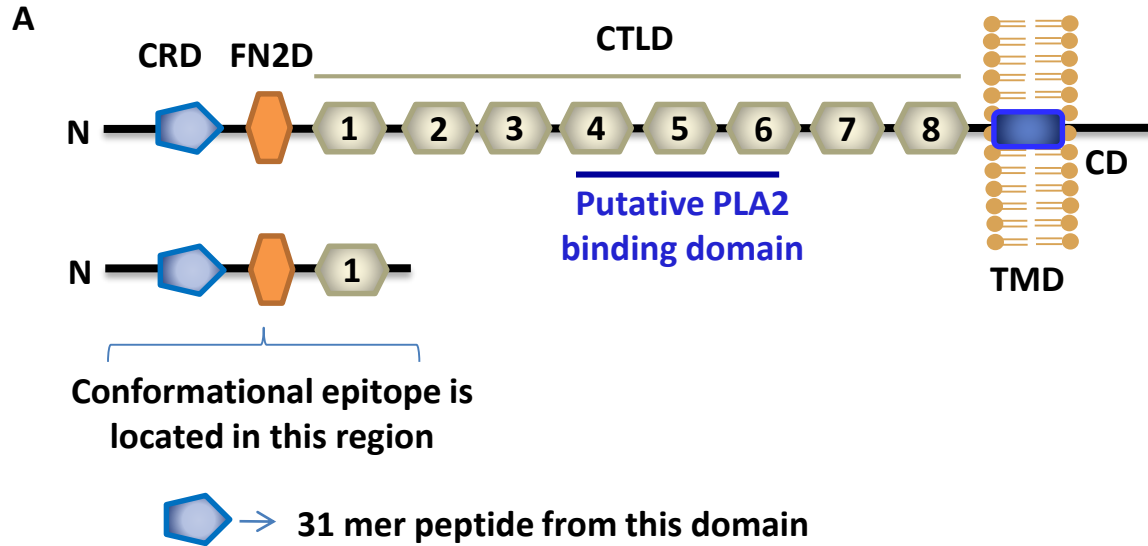 A
CTLD
CRD FN2D
N 1 2 3 4 5 6 7 8
CD
Putative PLA2
binding domain
TMD
N 1
Conformational epitope is
located in this region
31 mer peptide from this domain